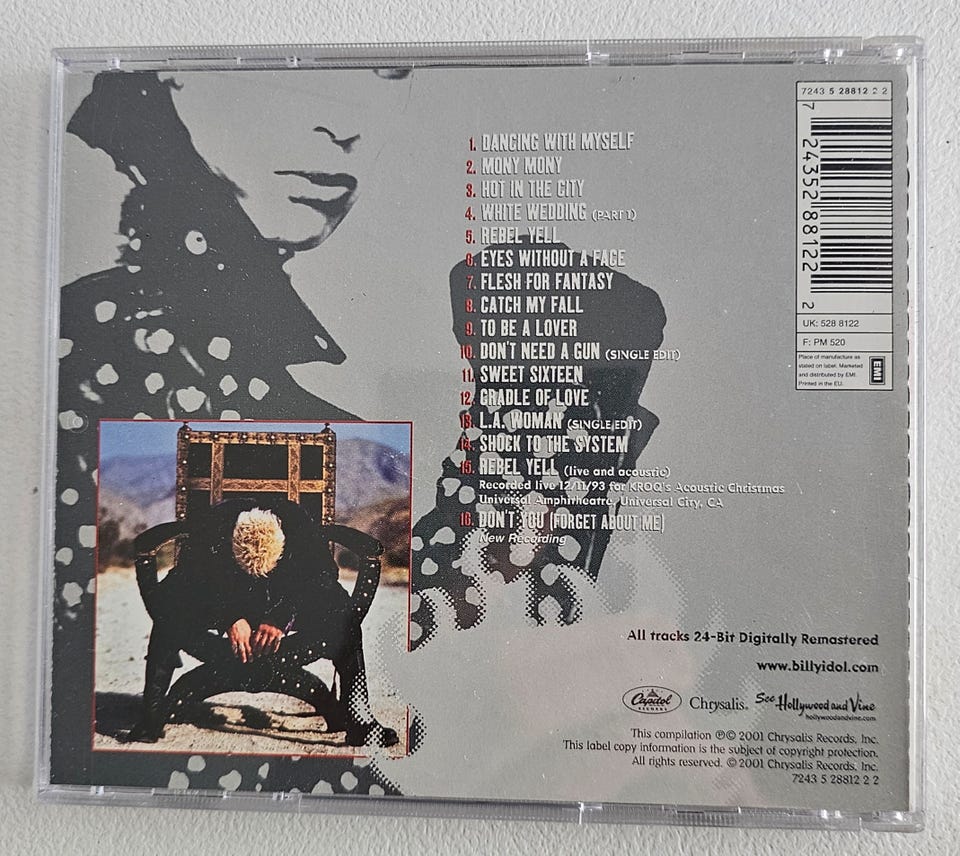 1. DANCING WITH MYSELF
2. MONY MONY
3. HOT IN THE CITY
4. WHITE WEDDING (PART 1)
5. REBEL YELL
6. EYES WITHOUT A FACE
7. FLESH FOR FANTASY
8. CATCH MY FALL
9. TO BE A LOVER
10. DON'T NEED A GUN (SINGLE EDIT)
11. SWEET SIXTEEN
12. CRADLE OF LOVE
13. L.A. WOMAN (SINGLE EDIT)
14. SHOCK TO THE SYSTEM
15. REBEL YELL (live and acoustic)
Recorded live 12/11/93 for KROQ's Acoustic Christmas
Universal Amphitheatre, Universal City, CA
16. DON'T YOU (FORGET ABOUT ME)
New Recording
7243 5 28812 2 2
7 24352 88122 2
UK: 528 8122
F: PM 520
Place of manufacture as
stated on label. Marketed
and distributed by EMI.
Printed in the EU.
EMI
All tracks 24-Bit Digitally Remastered
www.billyidol.com
Capitol
RECORDS
Chrysalis.
See Hollywood and Vine
hollywoodandvine.com
This compilation ℗© 2001 Chrysalis Records, Inc.
This label copy information is the subject of copyright protection.
All rights reserved. © 2001 Chrysalis Records, Inc.
7243 5 28812 2 2